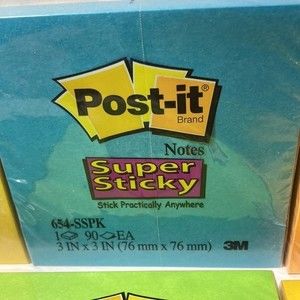 Post-it®
Brand
Notes
Super
Sticky
Stick Practically Anywhere
654-SSPK
1 90 EA
3 IN x 3 IN (76 mm x 76 mm)
3M